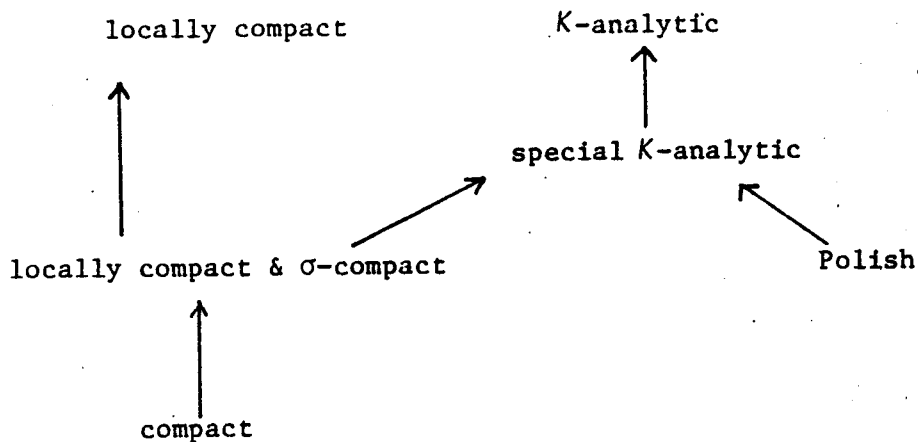 locally compact
K-analytic
special K-analytic
locally compact & σ-compact
Polish
compact